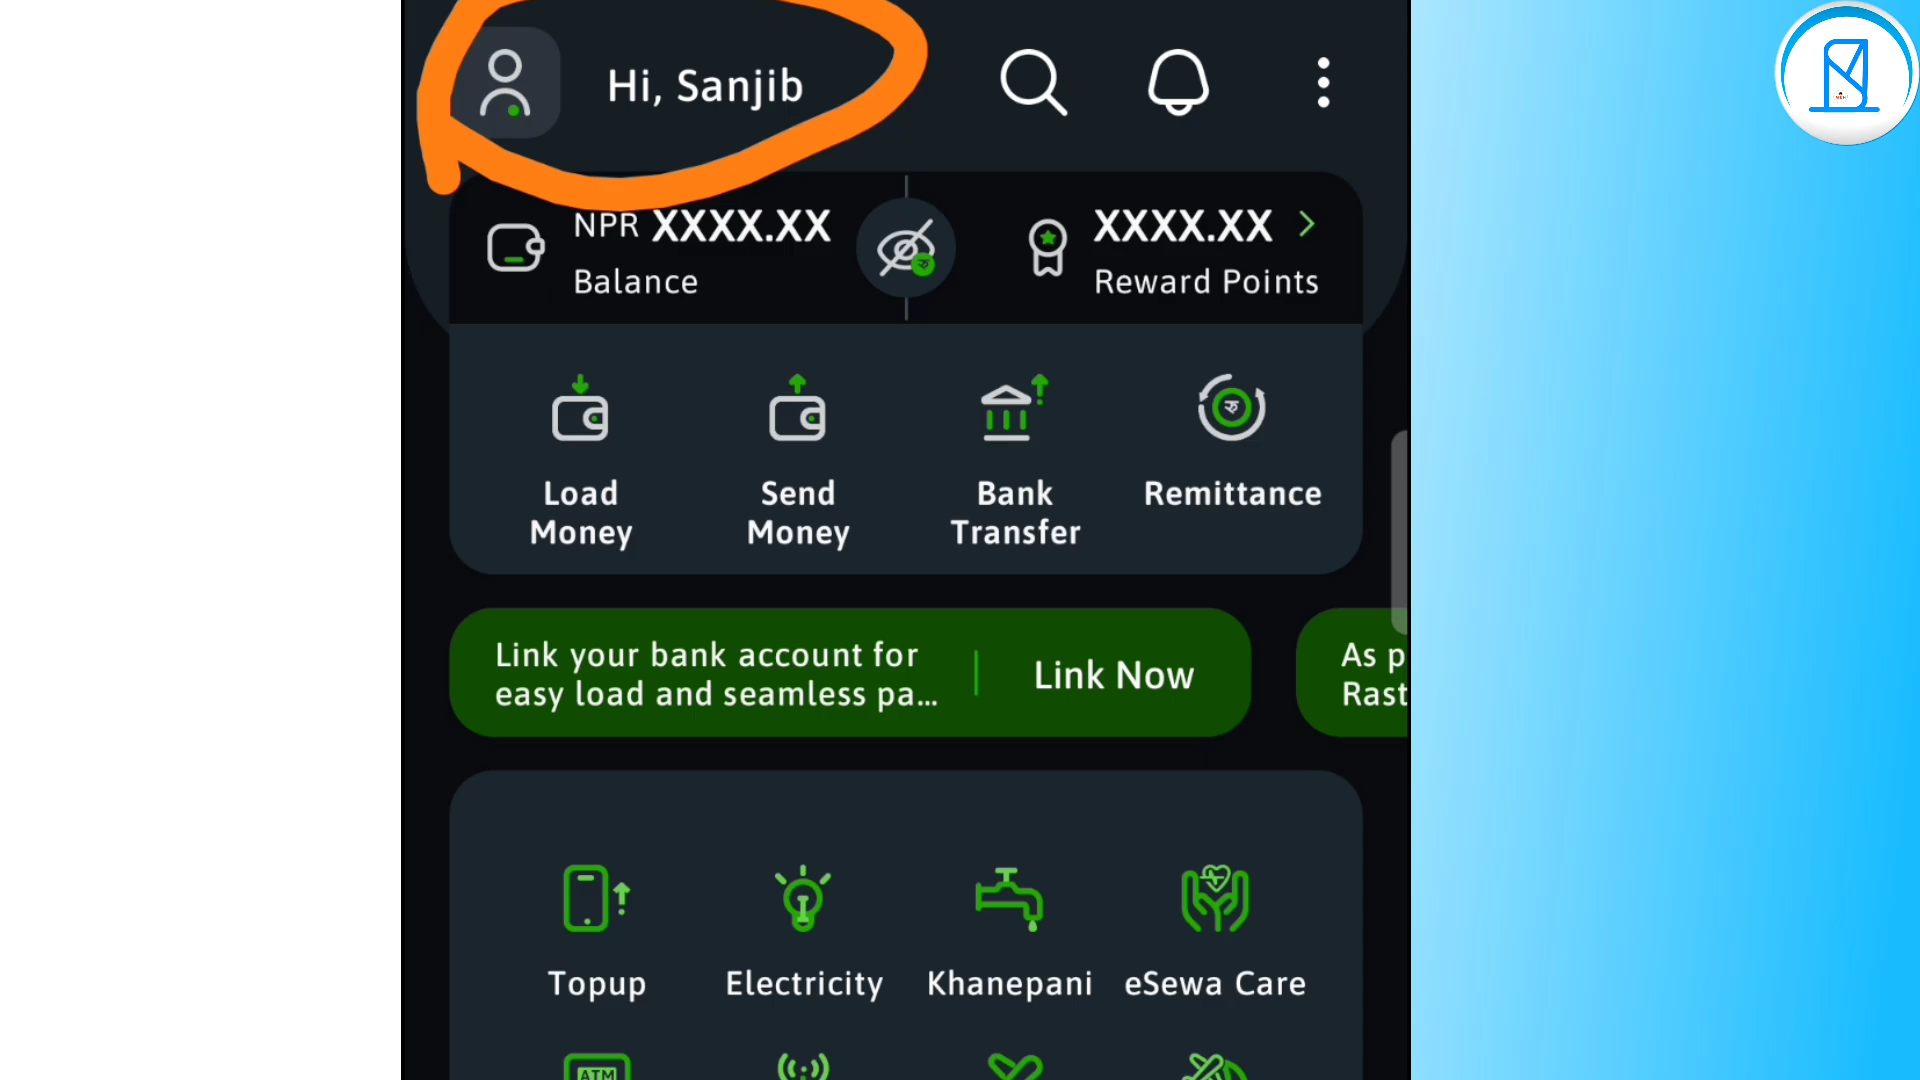 Hi, Sanjib
NPR XXXX.XX
Balance
XXXX.XX
Reward Points
Load
Money
Send
Money
Bank
Transfer
Remittance
Link your bank account for
easy load and seamless pa...
Link Now
As p
Rast
Topup
Electricity
Khanepani
eSewa Care
ATM